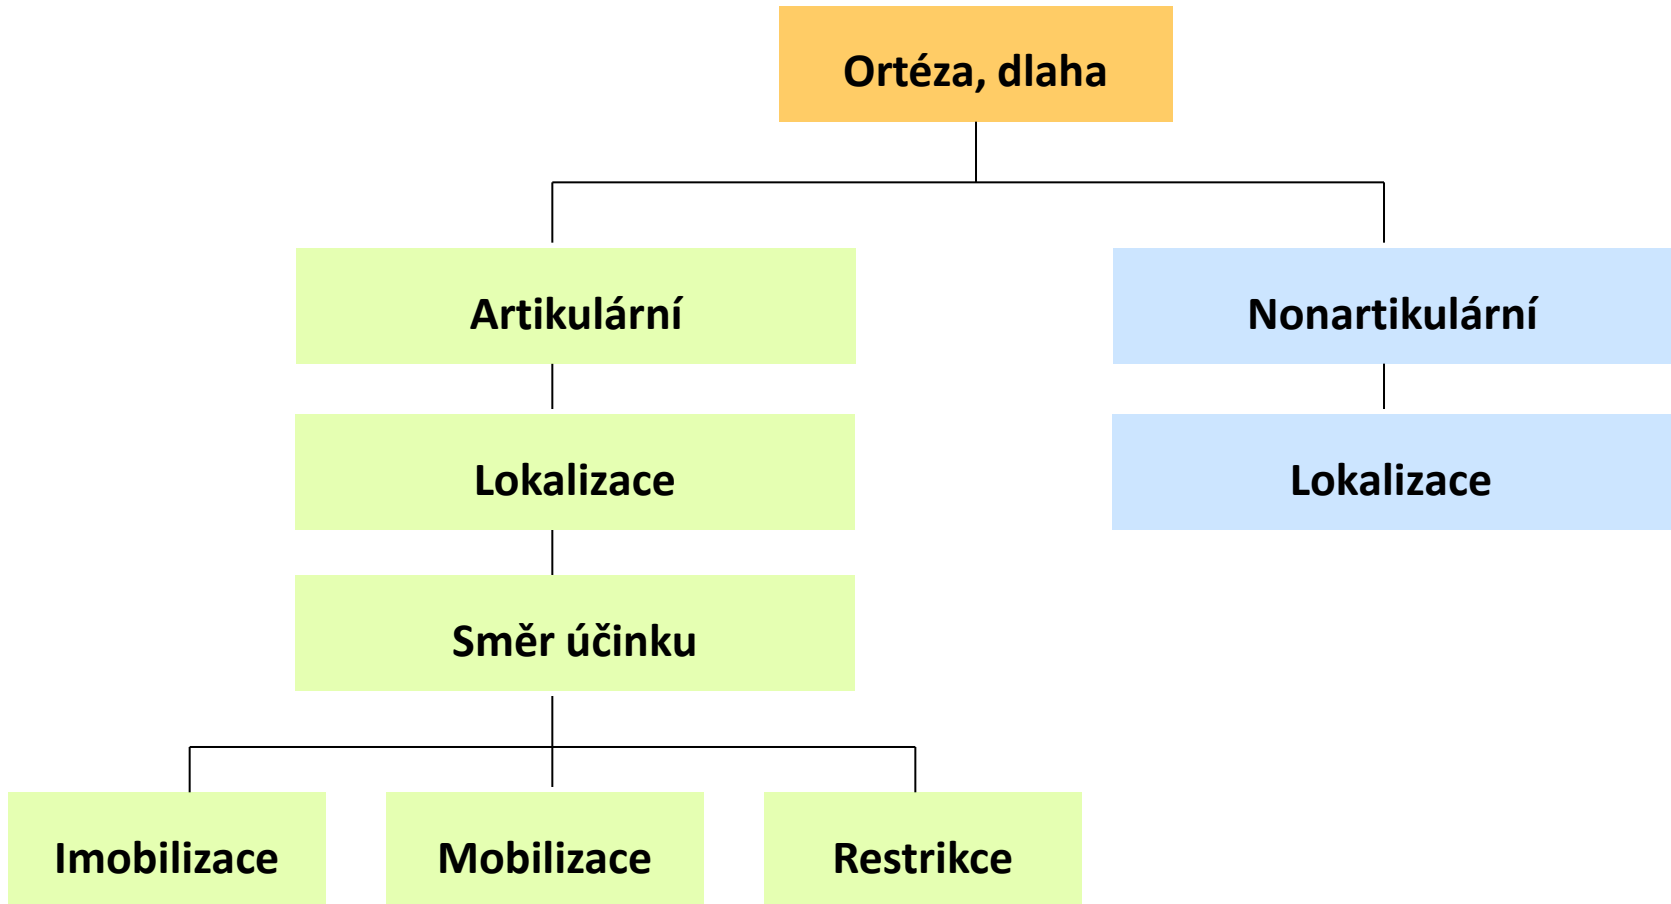 Ortéza, dlaha
Artikulární
Nonartikulární
Lokalizace
Lokalizace
Směr účinku
Imobilizace
Mobilizace
Restrikce